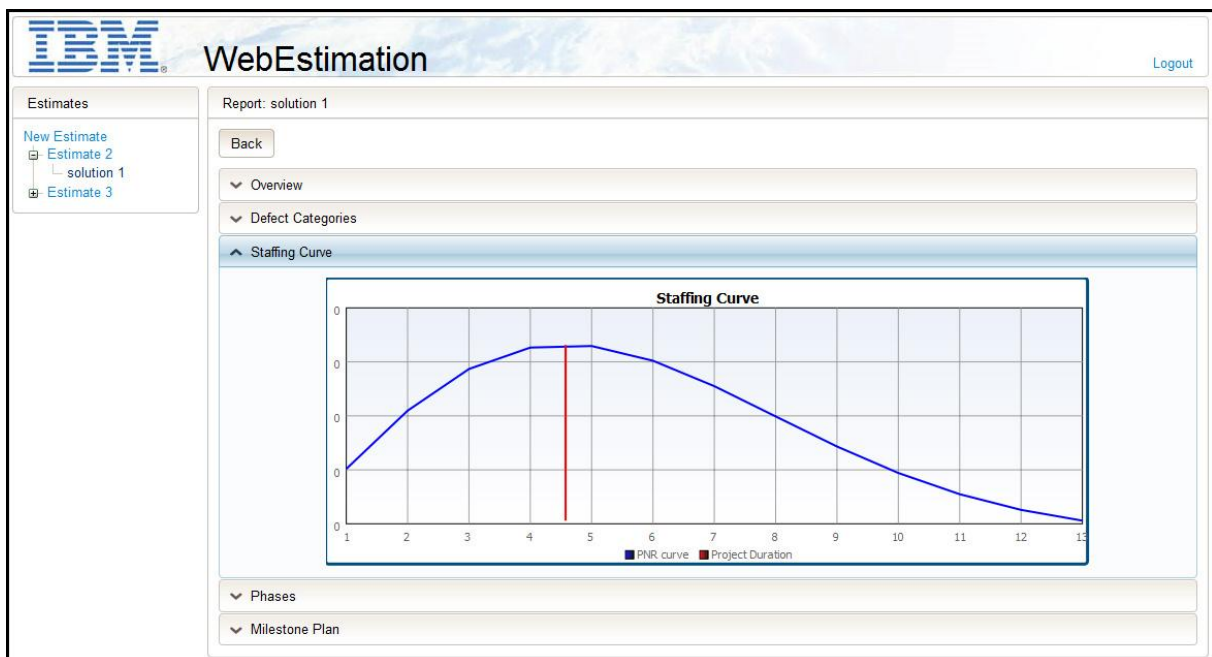 IBM®
WebEstimation
Logout
Estimates
New Estimate
Estimate 2
solution 1
Estimate 3
Report: solution 1
Back
Overview
Defect Categories
Staffing Curve
Staffing Curve
0
0
0
0
0
1 2 3 4 5 6 7 8 9 10 11 12 13
PNR curve Project Duration
Phases
Milestone Plan